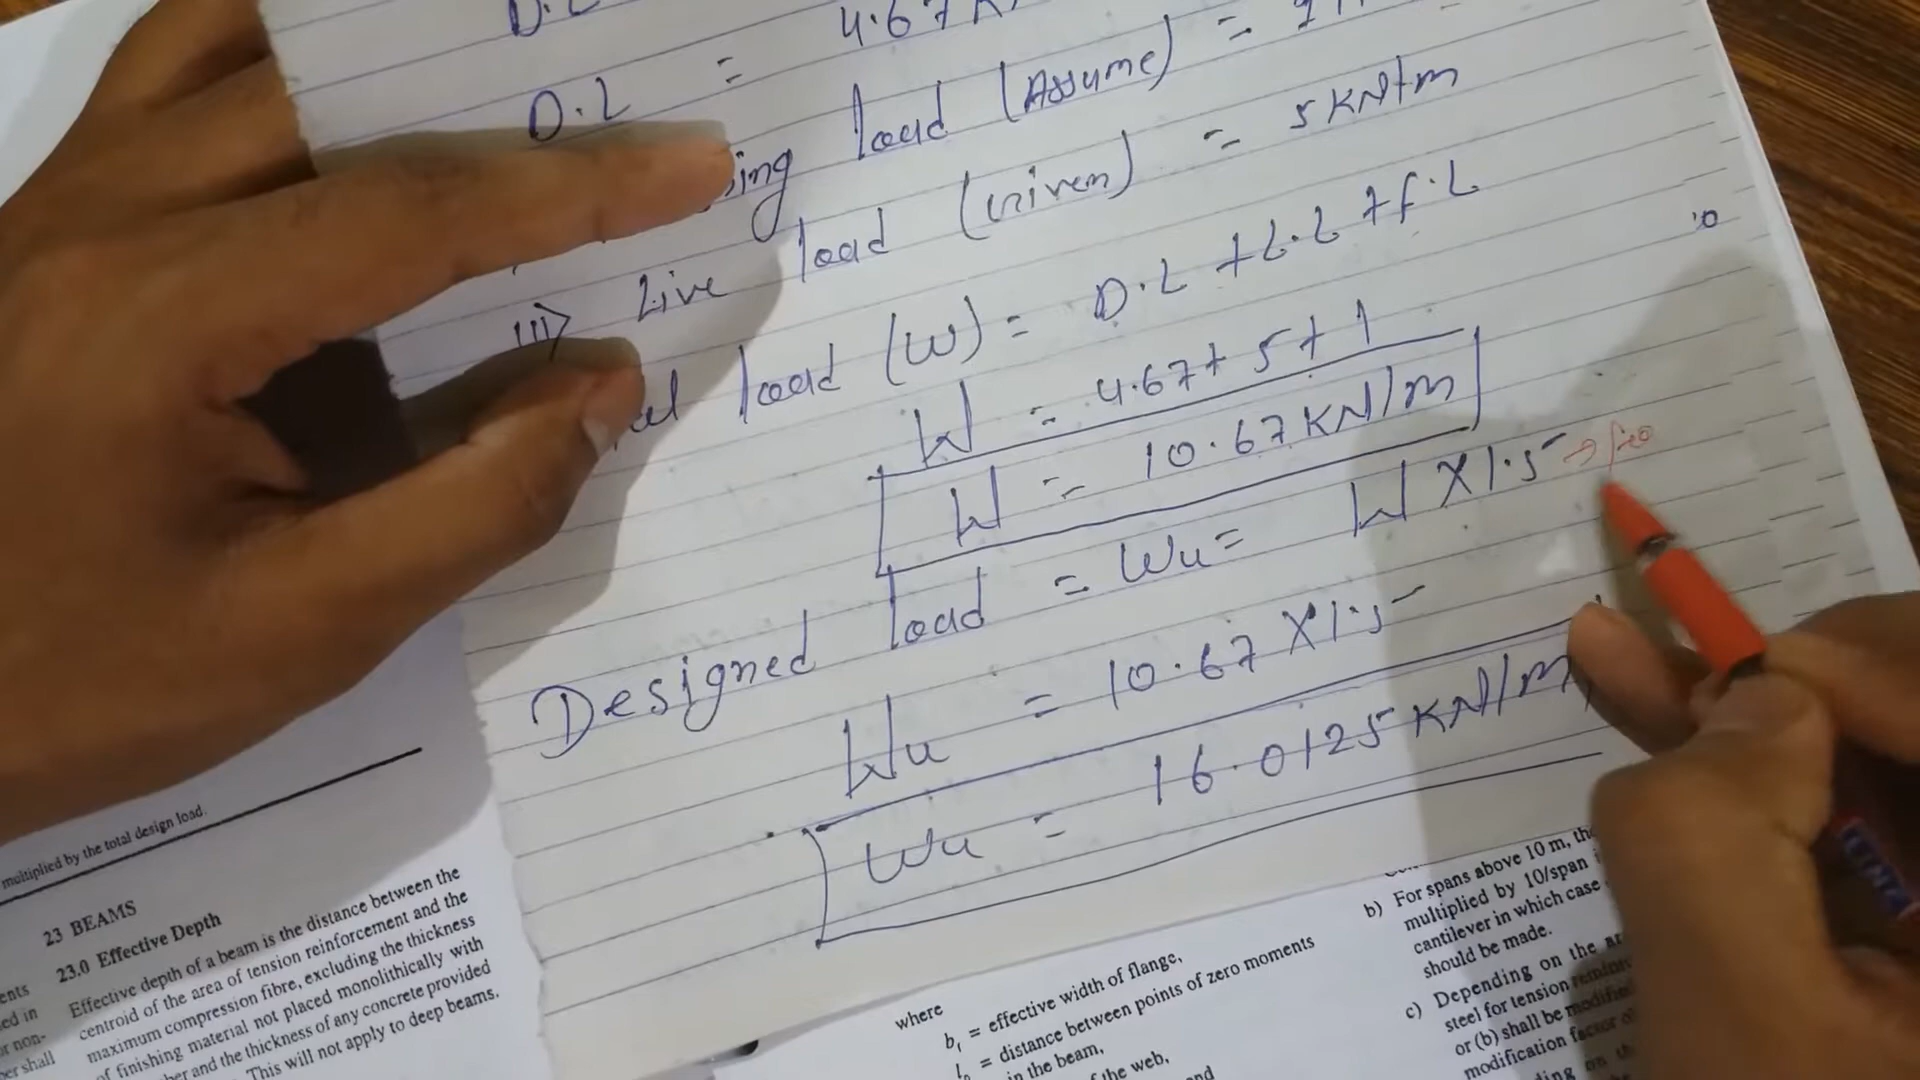 D.L
4.67 K
D.L =
load (Assume) = 1
III> Live load (Given) = 5 KN/m
load (W) = D.L + L.L + F.L
W = 4.67 + 5 + 1
W = 10.67 KN/m
Designed load = Wu = W X 1.5 →
Wu = 10.67 X 1.5
Wu = 16.0125 KN/m
multiplied by the total design load.
23 BEAMS
23.0 Effective Depth
Effective depth of a beam is the distance between the
centroid of the area of tension reinforcement and the
maximum compression fibre, excluding the thickness
of finishing material not placed monolithically with
and the thickness of any concrete provided
This will not apply to deep beams.
where
= effective width of flange,
= distance between points of zero moments
in the beam,
the web,
b) For spans above 10 m, the
multiplied by 10/span
cantilever in which case
should be made.
c) Depending on the
steel for tension
or (b) shall be
modification factor